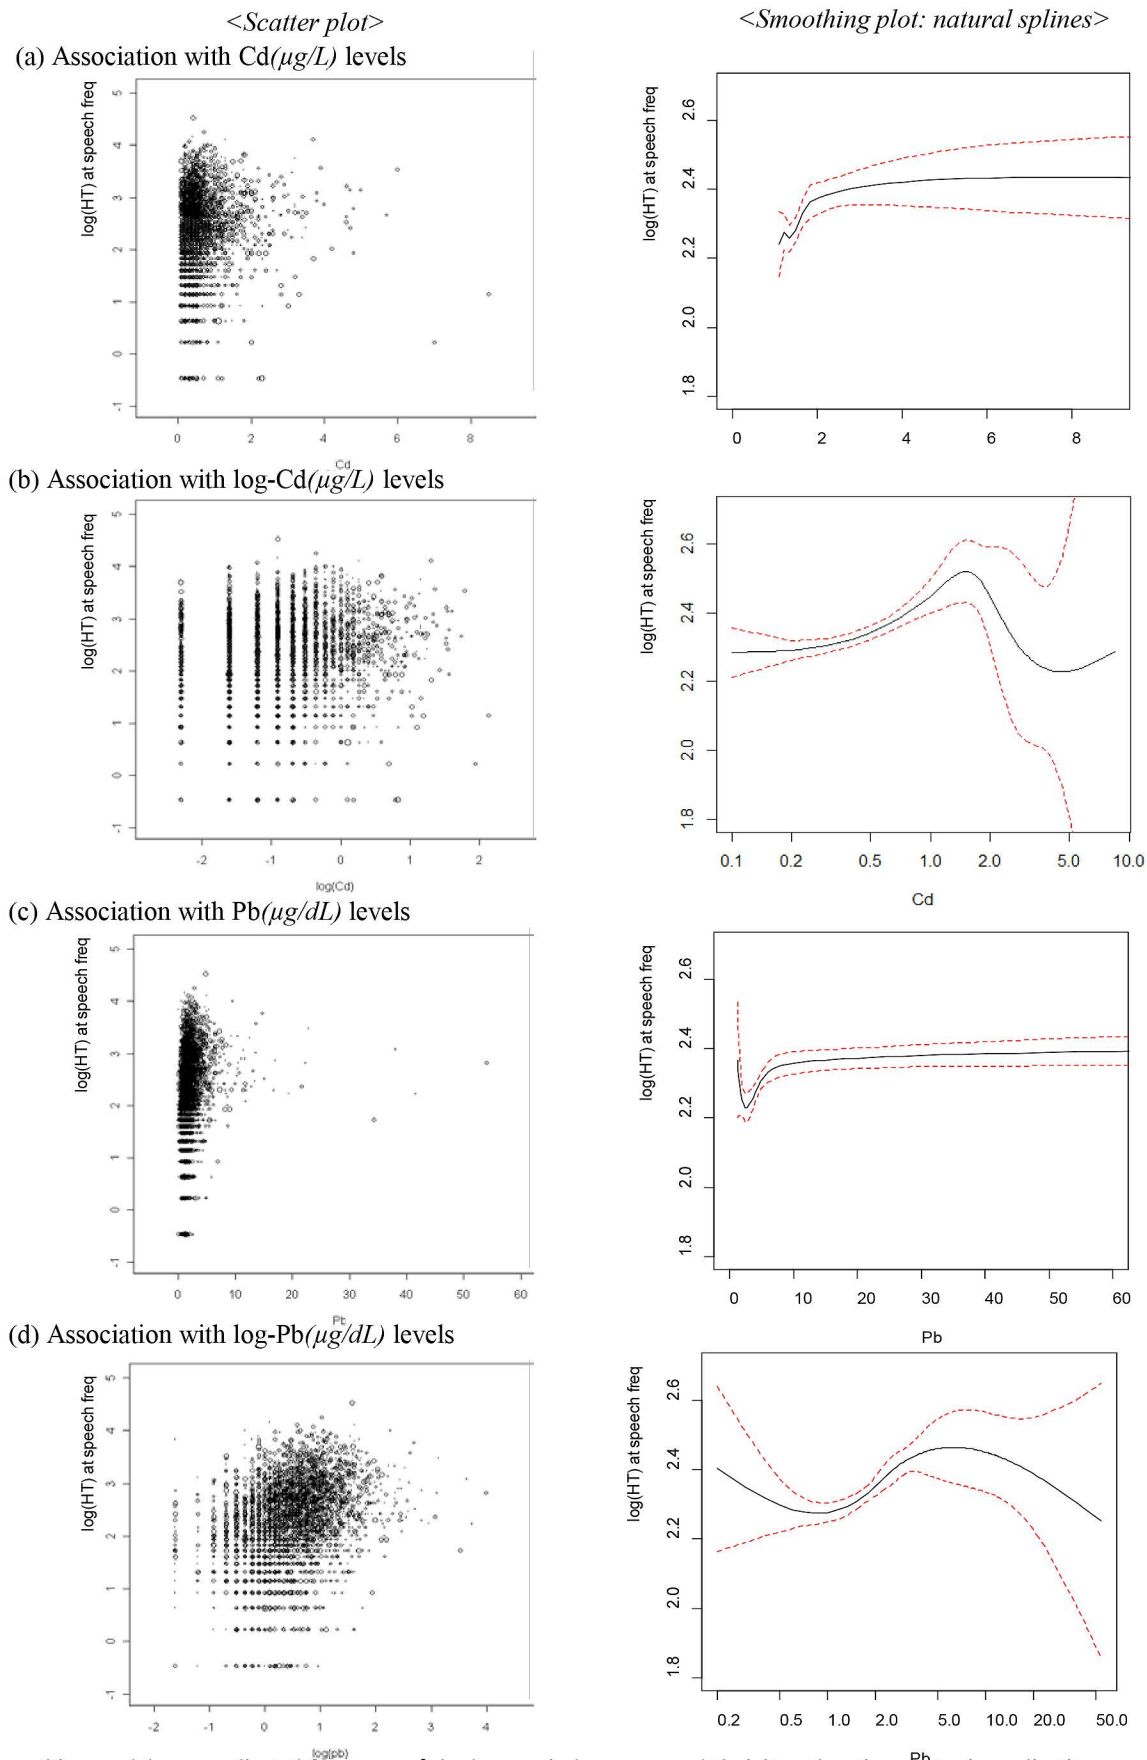 <Scatter plot>
<Smoothing plot: natural splines>
(a) Association with Cd(µg/L) levels
log(HT) at speech freq
5
4
3
2
1
0
-1
0 2 4 6 8
Cd
log(HT) at speech freq
2.6
2.4
2.2
2.0
1.8
0 2 4 6 8
(b) Association with log-Cd(µg/L) levels
log(HT) at speech freq
5
4
3
2
1
0
-1
-2 -1 0 1 2
log(Cd)
log(HT) at speech freq
2.6
2.4
2.2
2.0
1.8
0.1 0.2 0.5 1.0 2.0 5.0 10.0
Cd
(c) Association with Pb(µg/dL) levels
log(HT) at speech freq
5
4
3
2
1
0
-1
0 10 20 30 40 50 60
Pb
log(HT) at speech freq
2.6
2.4
2.2
2.0
1.8
0 10 20 30 40 50 60
Pb
(d) Association with log-Pb(µg/dL) levels
log(HT) at speech freq
5
4
3
2
1
0
-1
-2 -1 0 1 2 3 4
log(pb)
log(HT) at speech freq
2.6
2.4
2.2
2.0
1.8
0.2 0.5 1.0 2.0 5.0 10.0 20.0 50.0
Pb